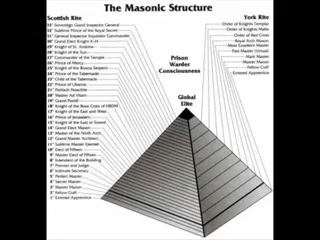 The Masonic Structure
Scottish Rite
33° Sovereign Grand Inspector General
32° Sublime Prince of the Royal Secret
31° Grand Inspector Inquisitor Commander
30° Grand Elect Knight K-H
29° Knight of St. Andrew
28° Knight of the Sun
27° Commander of the Temple
26° Prince of Mercy
25° Knight of the Brazen Serpent
24° Prince of the Tabernacle
23° Chief of the Tabernacle
22° Prince of Libanus
21° Patriach Noachite
20° Master Ad Vitam
19° Grand Pontiff
18° Knight of the Rose Croix of HRDM
17° Knight of the East and West
16° Prince of Jerusalem
15° Knight of the East or Sword
14° Grand Elect Mason
13° Master of the Ninth Arch
12° Grand Master Architect
11° Sublime Master Elected
10° Elect of Fifteen
9° Master Elect of Fifteen
8° Intendant of the Building
7° Provost and Judge
6° Intimate Secretary
5° Perfect Master
4° Secret Master
3° Master Mason
2° Fellow Craft
1° Entered Apprentice
Prison
Warder
Consciousness
Global
Elite
York Rite
Order of Knights Templar
Order of Knights Malta
Order of Red Cross
Royal Arch Mason
Most Excellent Master
Past Master (Virtual)
Mark Master
Master Mason
Fellow Craft
Entered Apprentice